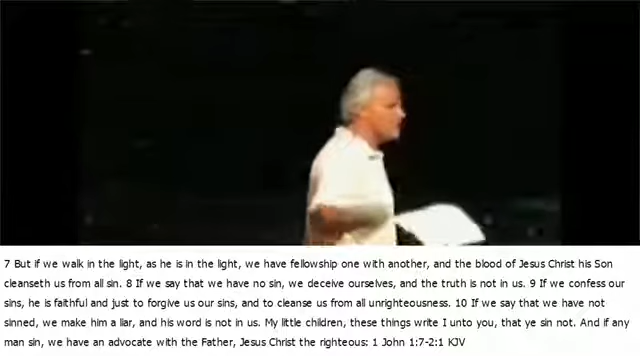 7 But if we walk in the light, as he is in the light, we have fellowship one with another, and the blood of Jesus Christ his Son
cleanseth us from all sin. 8 If we say that we have no sin, we deceive ourselves, and the truth is not in us. 9 If we confess our
sins, he is faithful and just to forgive us our sins, and to cleanse us from all unrighteousness. 10 If we say that we have not
sinned, we make him a liar, and his word is not in us. My little children, these things write I unto you, that ye sin not. And if any
man sin, we have an advocate with the Father, Jesus Christ the righteous: 1 John 1:7-2:1 KJV